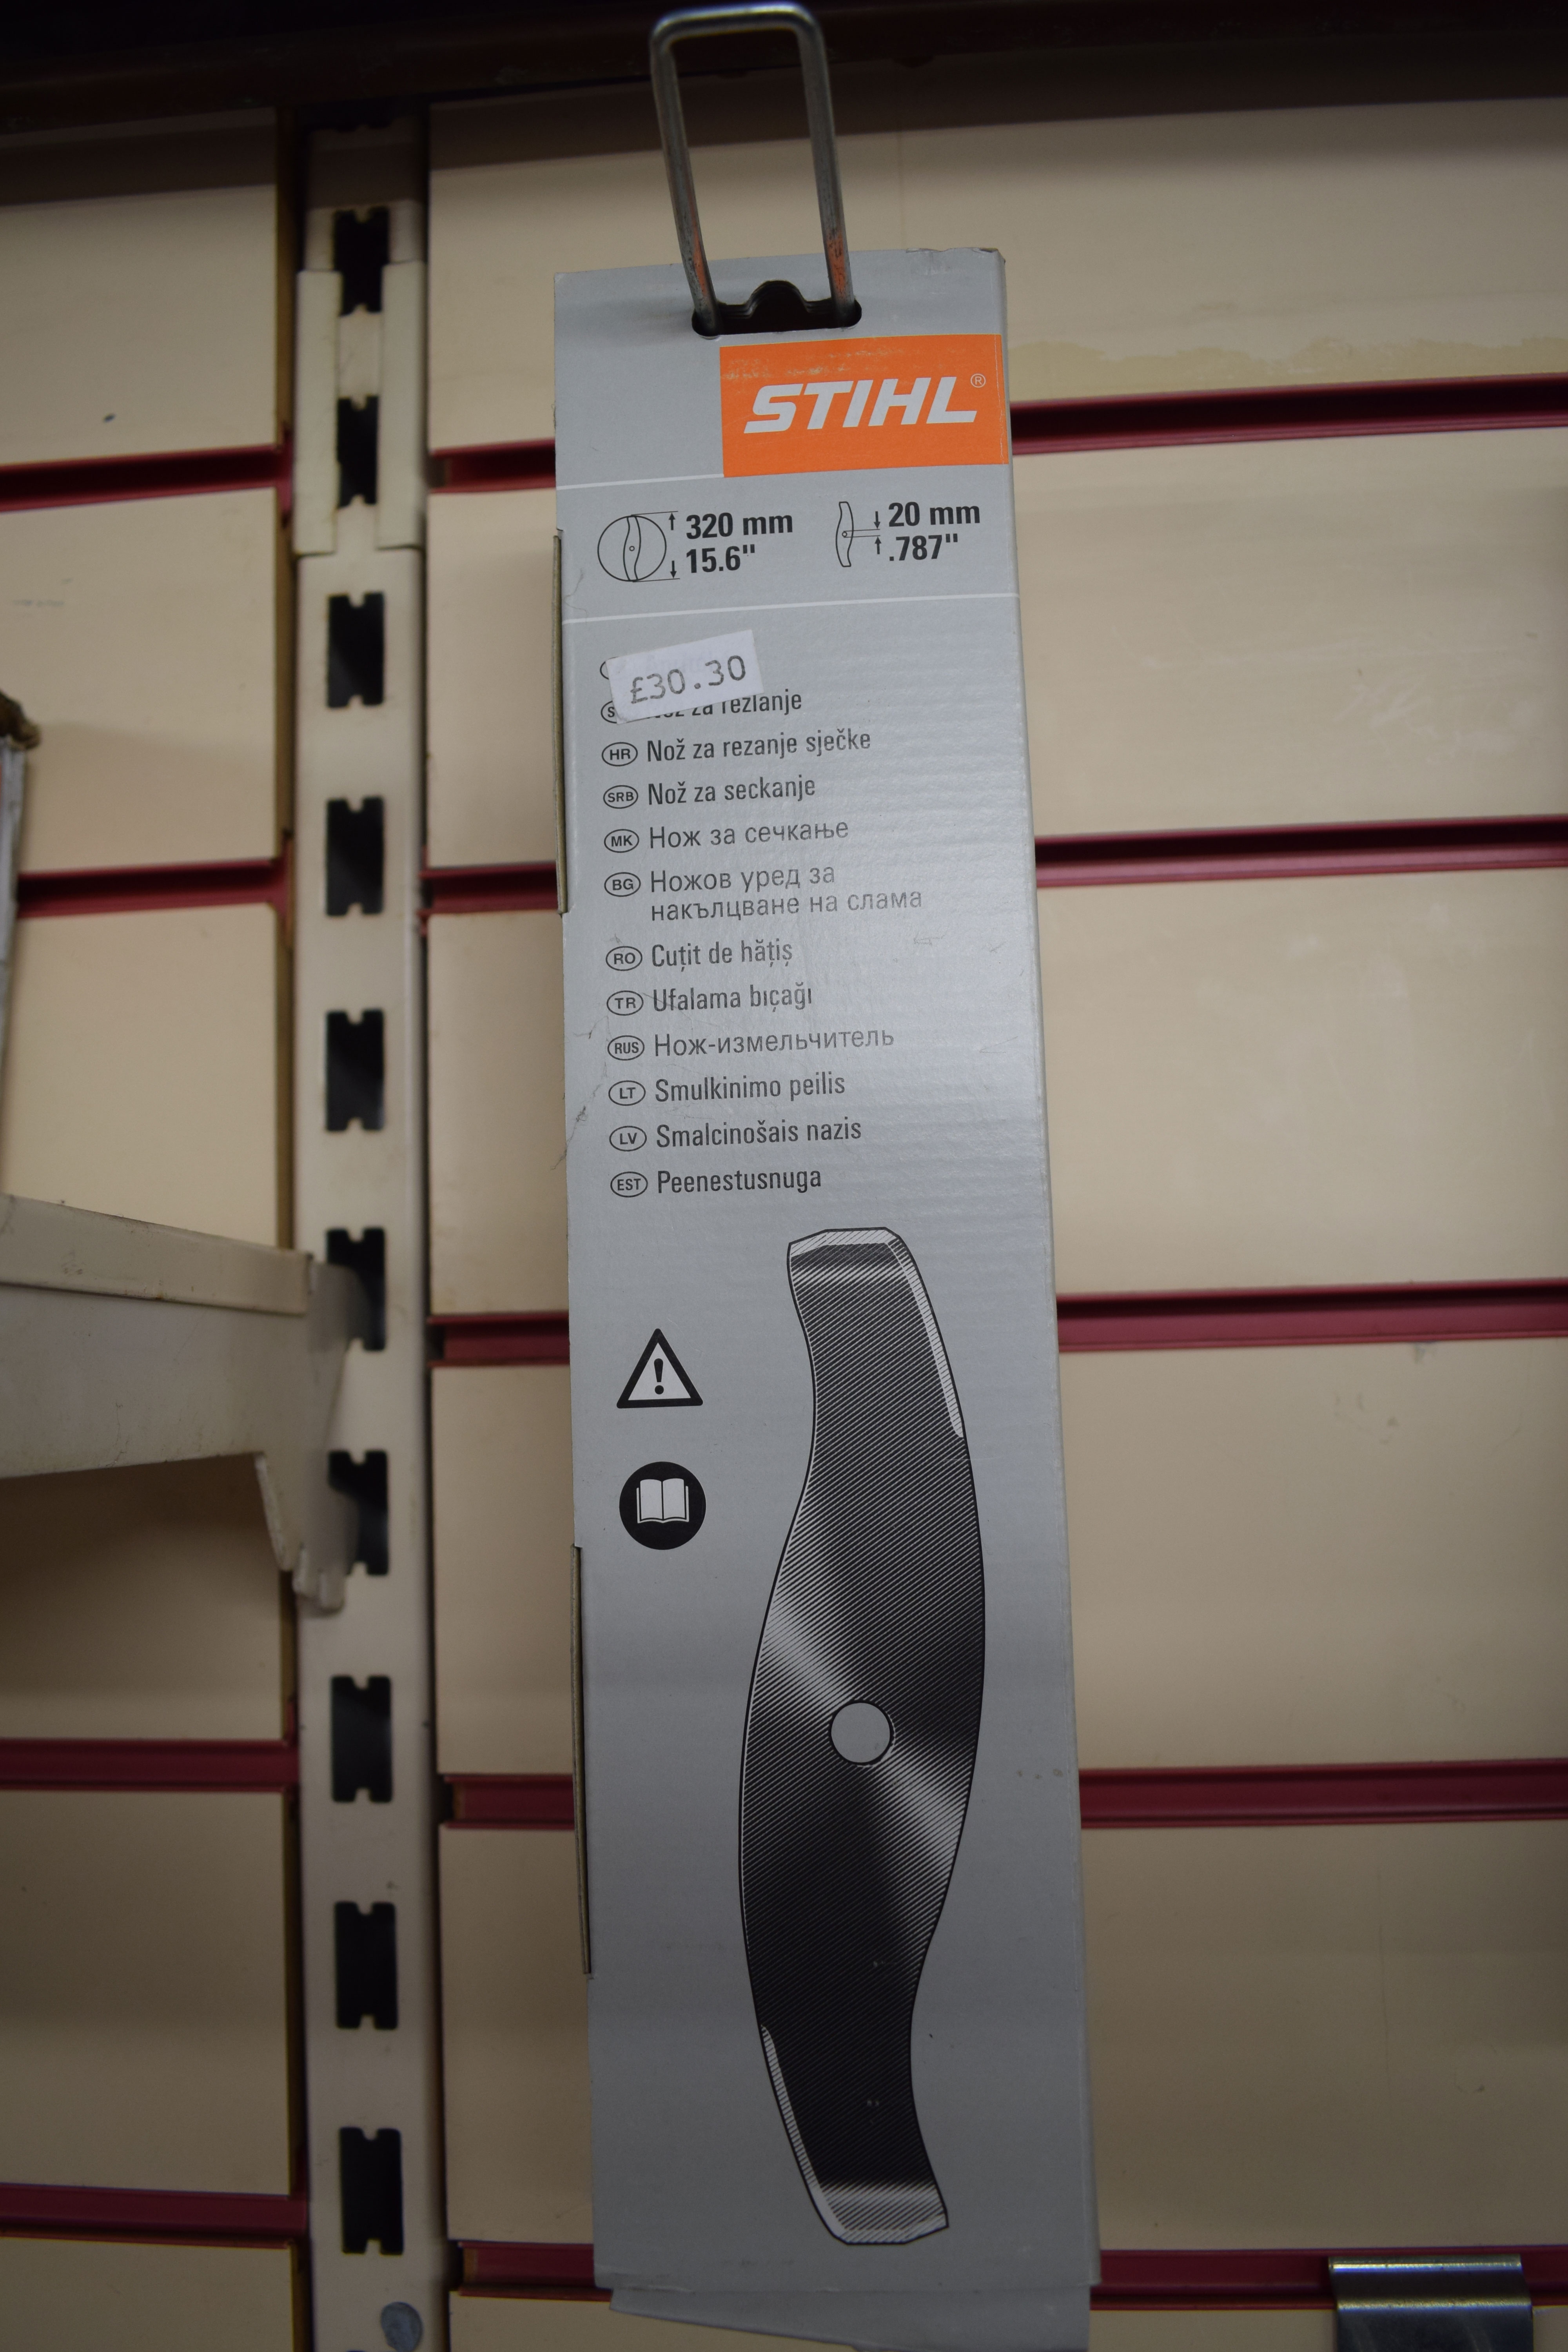 STIHL®
320 mm 20 mm
15.6" .787"
£30.30
za rezlanje
HR Nož za rezanje sječke
SRB Nož za seckanje
MK Нож за сечкање
BG Ножов уред за
накълцване на слама
RO Cuțit de hățiș
TR Ufalama bıçağı
RUS Нож-измельчитель
LT Smulkinimo peilis
LV Smalcinošais nazis
EST Peenestusnuga